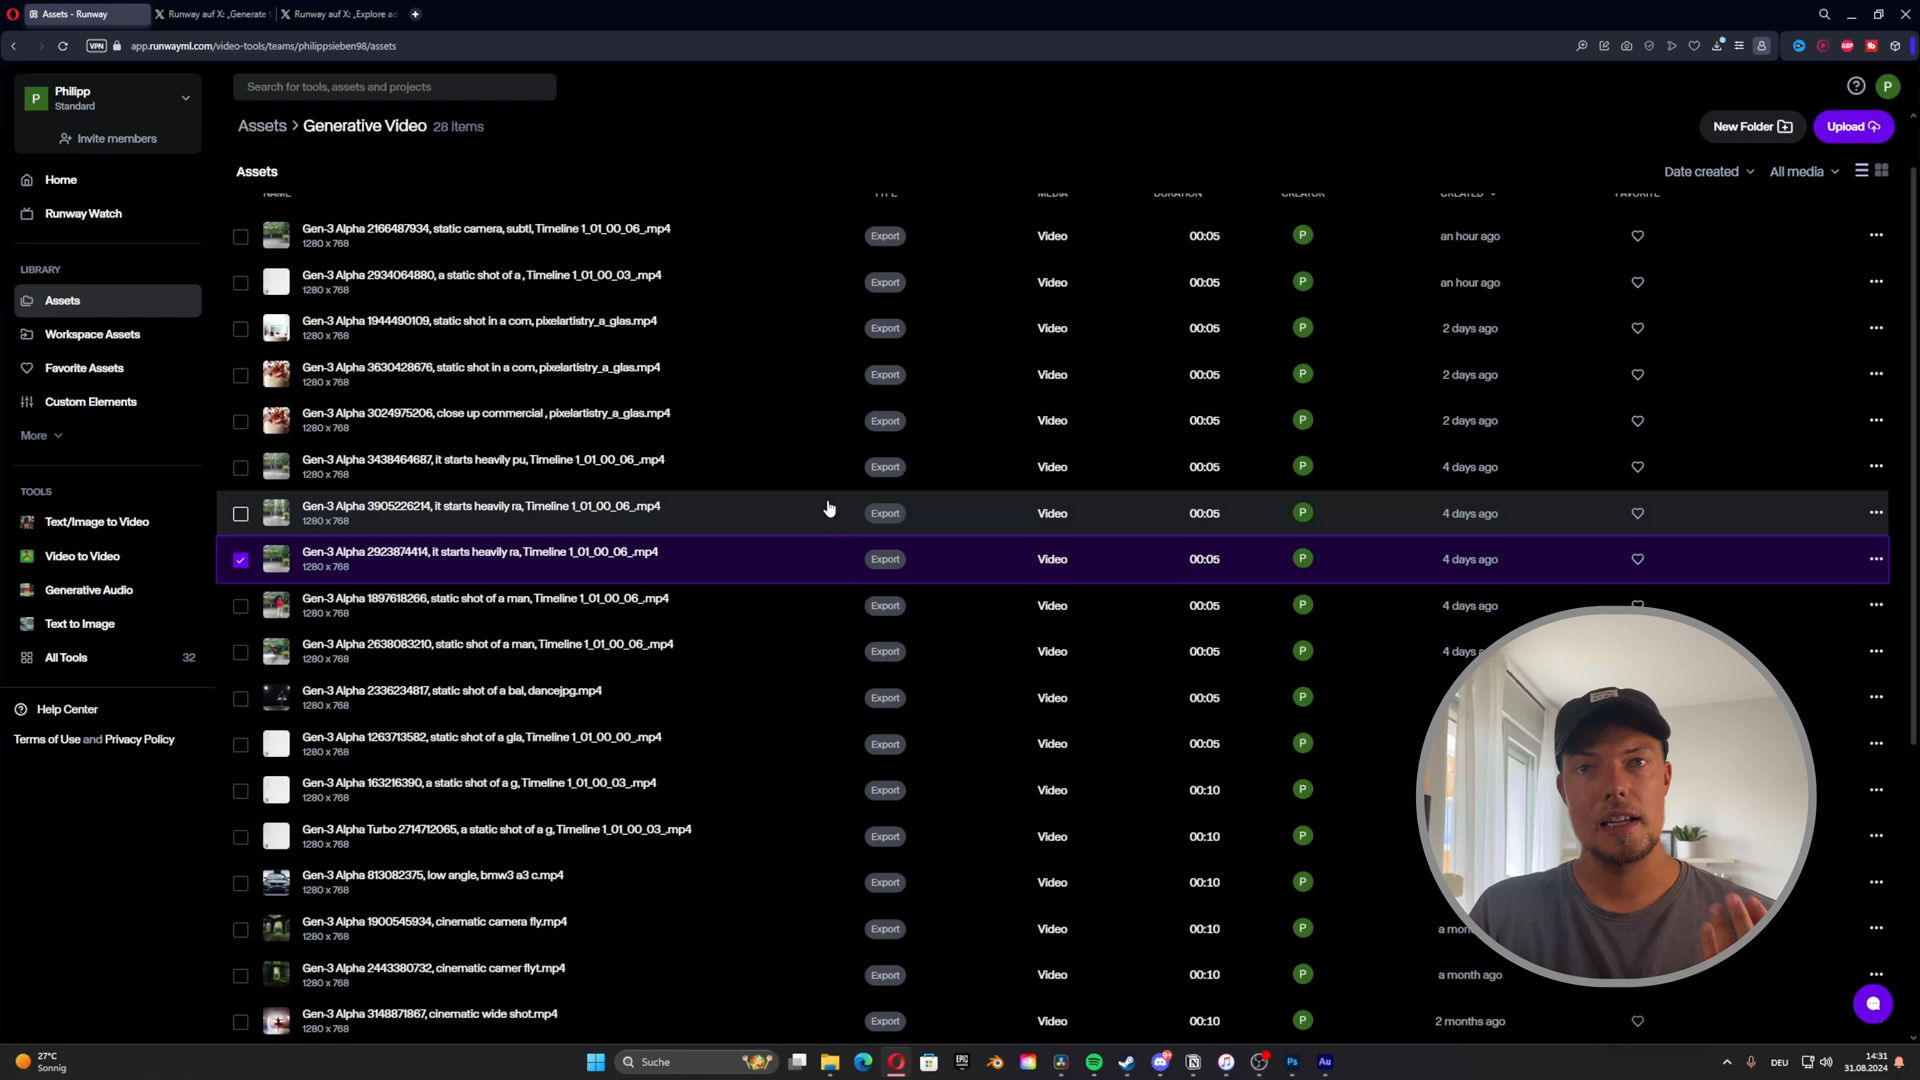 Assets - Runway
Runway auf X: „Generate t
Runway auf X: „Explore ad
VPN
app.runwayml.com/video-tools/teams/philippsieben98/assets
ABP
P
Philipp
Standard
Invite members
Search for tools, assets and projects
P
Assets > Generative Video 28 items
New Folder
Upload
Home
Runway Watch
LIBRARY
Assets
Workspace Assets
Favorite Assets
Custom Elements
More
TOOLS
Text/Image to Video
Video to Video
Generative Audio
Text to Image
All Tools 32
Help Center
Terms of Use and Privacy Policy
Assets
Date created
All media
NAME TYPE MEDIA DURATION CREATOR CREATED FAVORITE
Gen-3 Alpha 2166487934, static camera, subtl, Timeline 1_01_00_06_.mp4
1280 x 768
Export Video 00:05 P an hour ago
Gen-3 Alpha 2934064880, a static shot of a , Timeline 1_01_00_03_.mp4
1280 x 768
Export Video 00:05 P an hour ago
Gen-3 Alpha 1944490109, static shot in a com, pixelartistry_a_glas.mp4
1280 x 768
Export Video 00:05 P 2 days ago
Gen-3 Alpha 3630428676, static shot in a com, pixelartistry_a_glas.mp4
1280 x 768
Export Video 00:05 P 2 days ago
Gen-3 Alpha 3024975206, close up commercial , pixelartistry_a_glas.mp4
1280 x 768
Export Video 00:05 P 2 days ago
Gen-3 Alpha 3438464687, it starts heavily pu, Timeline 1_01_00_06_.mp4
1280 x 768
Export Video 00:05 P 4 days ago
Gen-3 Alpha 3905226214, it starts heavily ra, Timeline 1_01_00_06_.mp4
1280 x 768
Export Video 00:05 P 4 days ago
Gen-3 Alpha 2923874414, it starts heavily ra, Timeline 1_01_00_06_.mp4
1280 x 768
Export Video 00:05 P 4 days ago
Gen-3 Alpha 1897618266, static shot of a man, Timeline 1_01_00_06_.mp4
1280 x 768
Export Video 00:05 P 4 days ago
Gen-3 Alpha 2638083210, static shot of a man, Timeline 1_01_00_06_.mp4
1280 x 768
Export Video 00:05 P 4 days
Gen-3 Alpha 2336234817, static shot of a bal, dancejpg.mp4
1280 x 768
Export Video 00:05 P
Gen-3 Alpha 1263713582, static shot of a gla, Timeline 1_01_00_00_.mp4
1280 x 768
Export Video 00:05 P
Gen-3 Alpha 163216390, a static shot of a g, Timeline 1_01_00_03_.mp4
1280 x 768
Export Video 00:10 P
Gen-3 Alpha Turbo 2714712065, a static shot of a g, Timeline 1_01_00_03_.mp4
1280 x 768
Export Video 00:10 P
Gen-3 Alpha 813082375, low angle, bmw3 a3 c.mp4
1280 x 768
Export Video 00:10 P
Gen-3 Alpha 1900545934, cinematic camera fly.mp4
1280 x 768
Export Video 00:10 P a mon
Gen-3 Alpha 2443380732, cinematic camer flyt.mp4
1280 x 768
Export Video 00:10 P a month ago
Gen-3 Alpha 3148871867, cinematic wide shot.mp4
1280 x 768
Export Video 00:10 P 2 months ago
27°C
Sonnig
Suche
EPIC
Ps
Au
DEU
14:31
31.08.2024